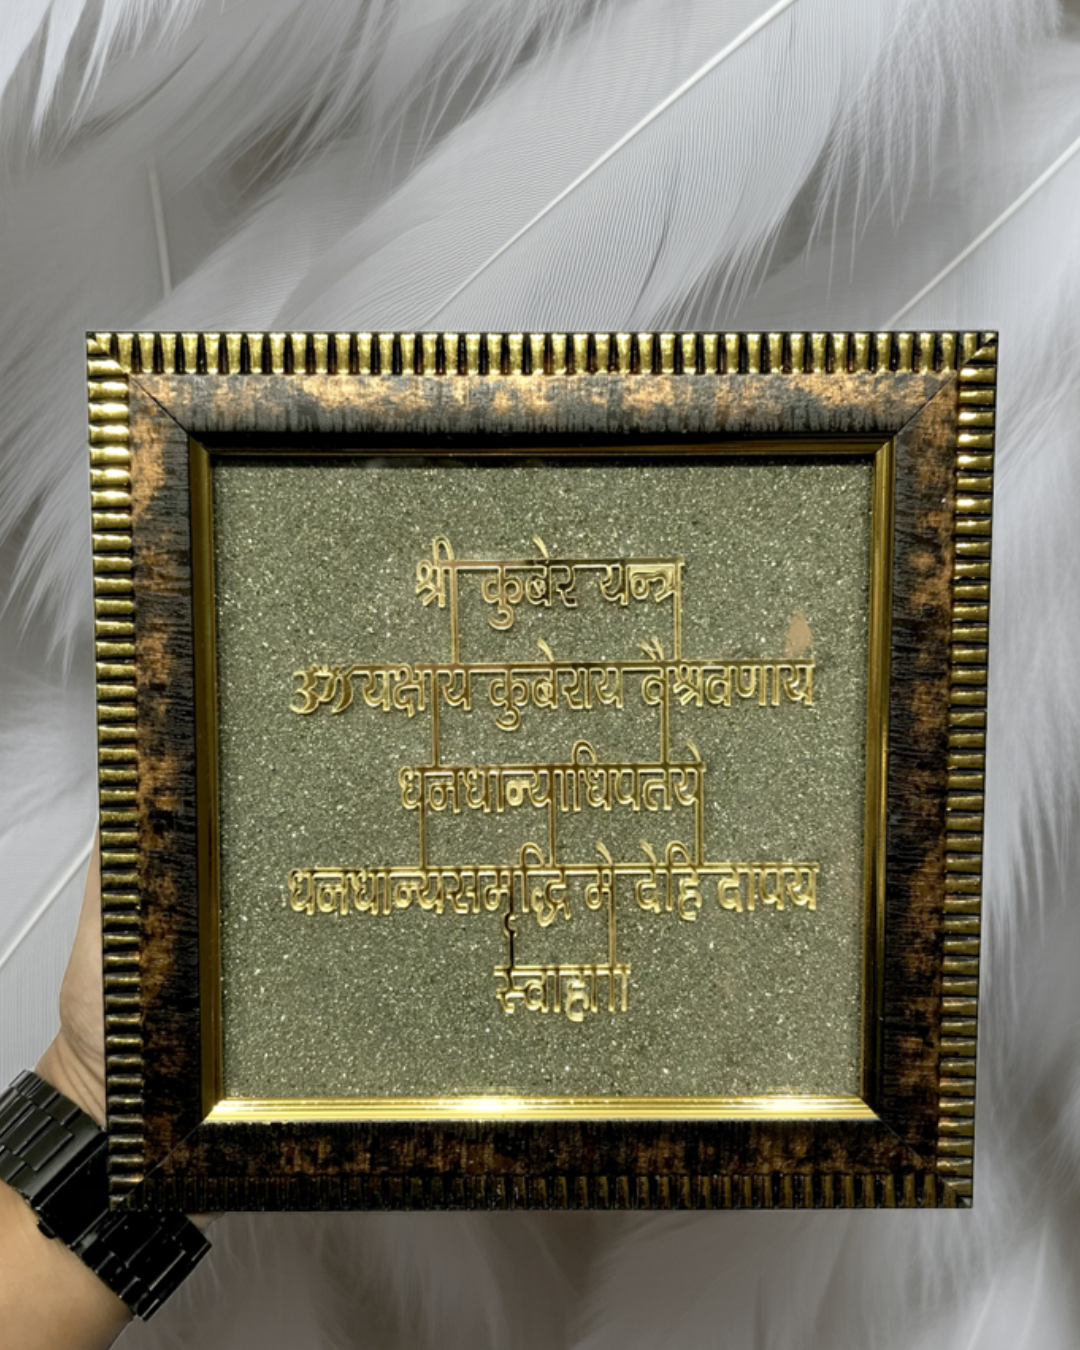 श्री कुबेर यन्त्र
ॐ यक्षाय कुबेराय वैश्रवणाय
धनधान्याधिपतये
धनधान्यसमृद्धि मे देहि दापय
स्वाहा॥